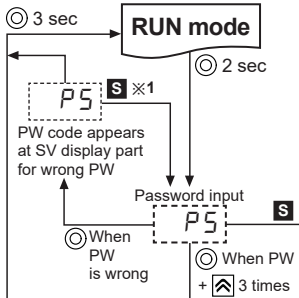 ◎ 3 sec
RUN mode
◎ 2 sec
PS
S ※1
PW code appears
at SV display part
for wrong PW
Password input
PS
S
◎ When
PW
is wrong
◎ When PW
+ 3 times